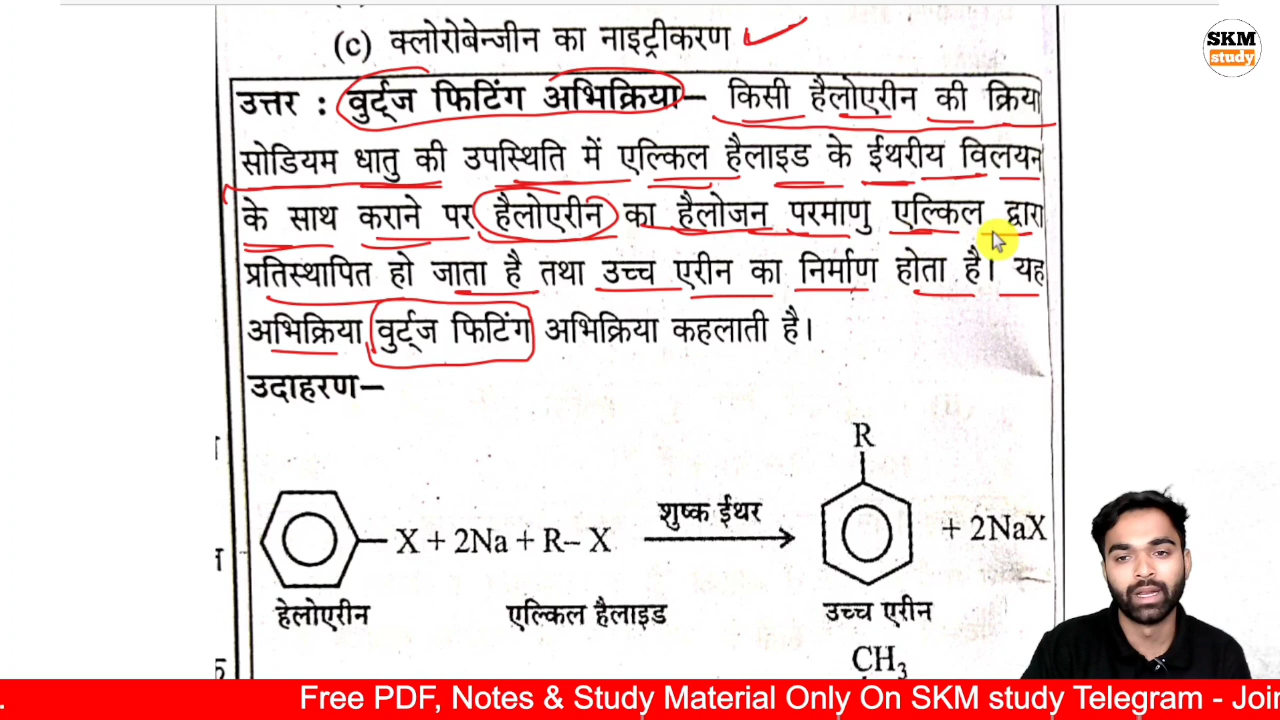 (c) क्लोरोबेन्जीन का नाइट्रीकरण
SKM
study
उत्तर : वुर्ट्ज फिटिंग अभिक्रिया– किसी हैलोएरीन की क्रिया
सोडियम धातु की उपस्थिति में एल्किल हैलाइड के ईथरीय विलयन
के साथ कराने पर हैलोएरीन का हैलोजन परमाणु एल्किल द्वारा
प्रतिस्थापित हो जाता है तथा उच्च एरीन का निर्माण होता है। यह
अभिक्रिया वुर्ट्ज फिटिंग अभिक्रिया कहलाती है।
उदाहरण–
R
X + 2Na + R– X
शुष्क ईथर
+ 2NaX
हेलोएरीन
एल्किल हैलाइड
उच्च एरीन
CH3
. Free PDF, Notes & Study Material Only On SKM study Telegram - Join